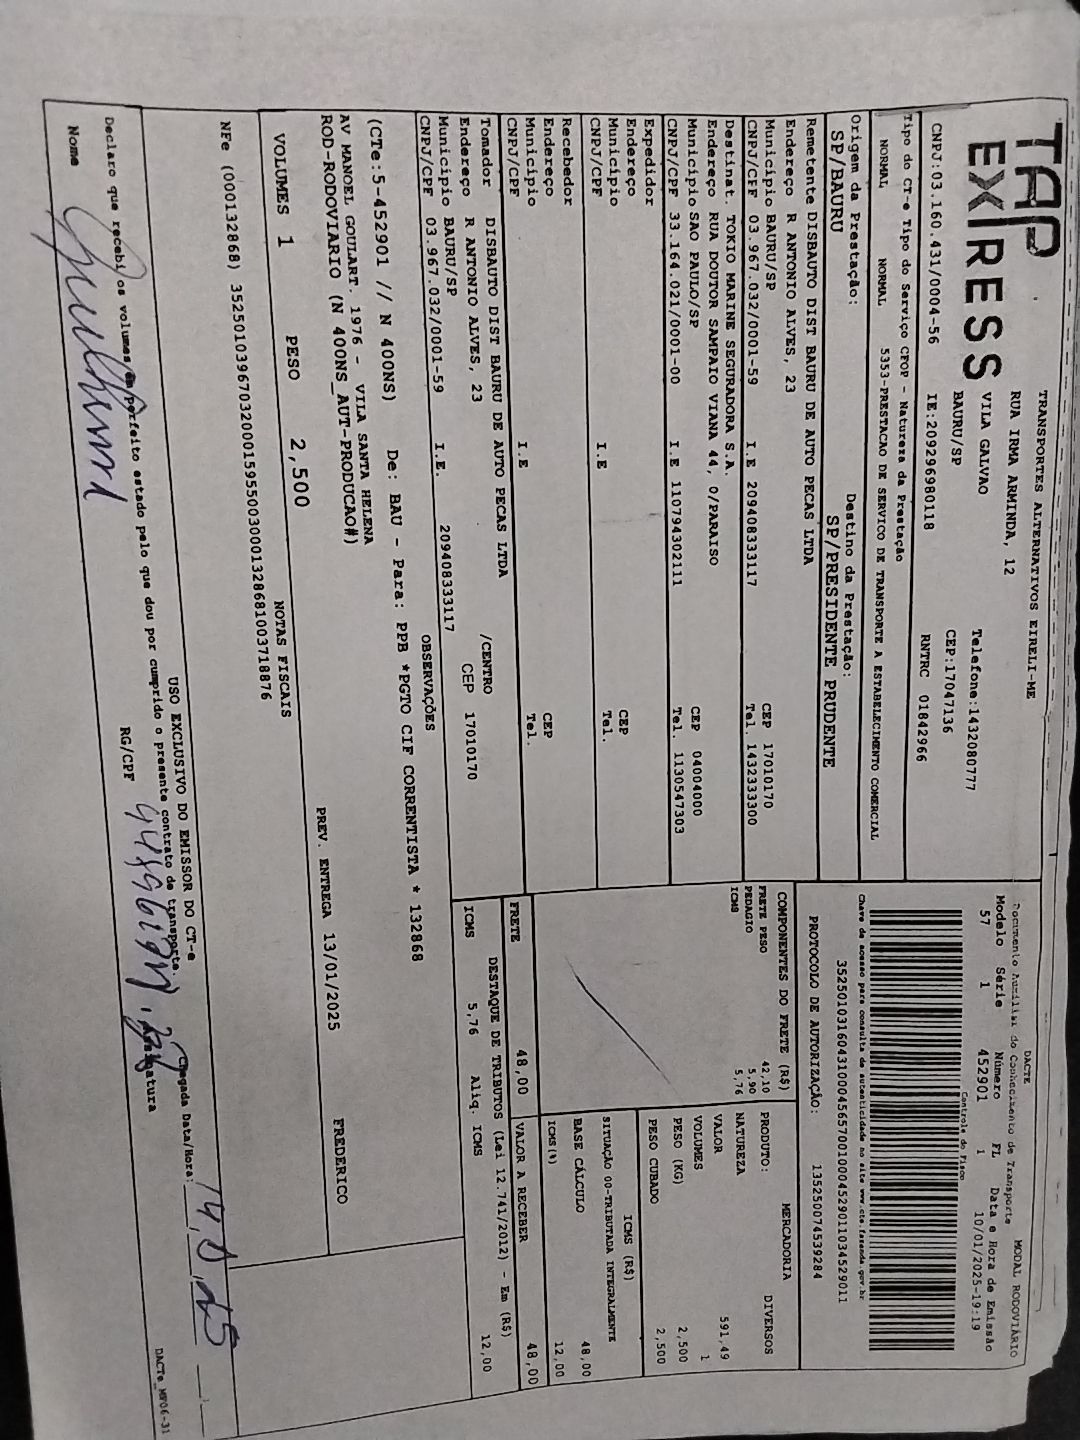 TAP
EXPRESS
TRANSPORTES ALTERNATIVOS EIRELI-ME
RUA IRMA ARMINDA, 12
VILA GALVAO
BAURU/SP
Telefone:1432080777
CEP:17047136
CNPJ:03.160.431/0004-56 IE:209296980118 RNTRC 01842966
DACTE
Documento Auxiliar do Conhecimento de Transporte
MODAL RODOVIÁRIO
Modelo Série Número FL Data e Hora de Emissão
57 1 452901 1 10/01/2025-19:19
Controle do Fisco
Chave de acesso para consulta de autenticidade no site www.cte.fazenda.gov.br
35250103160431000456570010004529011034529011
PROTOCOLO DE AUTORIZAÇÃO: 135250074539284
Tipo do CT-e Tipo do Serviço CFOP - Natureza da Prestação
NORMAL NORMAL 5353-PRESTACAO DE SERVICO DE TRANSPORTE A ESTABELECIMENTO COMERCIAL
Origem da Prestação: Destino da Prestação:
SP/BAURU SP/PRESIDENTE PRUDENTE
Remetente DISBAUTO DIST BAURU DE AUTO PECAS LTDA
Endereço R ANTONIO ALVES, 23
Municipio BAURU/SP CEP 17010170
CNPJ/CPF 03.967.032/0001-59 I.E 209408333117 Tel. 1432333300
Destinat. TOKIO MARINE SEGURADORA S.A.
Endereço RUA DOUTOR SAMPAIO VIANA 44, 0/PARAISO
Municipio SAO PAULO/SP CEP 04004000
CNPJ/CPF 33.164.021/0001-00 I.E 110794302111 Tel. 1130547303
Expedidor
Endereço
Municipio CEP
CNPJ/CPF I.E Tel.
Recebedor
Endereço
Municipio CEP
CNPJ/CPF I.E Tel.
Tomador DISBAUTO DIST BAURU DE AUTO PECAS LTDA
Endereço R ANTONIO ALVES, 23 /CENTRO
Municipio BAURU/SP CEP 17010170
CNPJ/CPF 03.967.032/0001-59 I.E. 209408333117
COMPONENTES DO FRETE (R$)
FRETE PESO 42,10
PEDAGIO 5,90
ICMS 5,76
MERCADORIA
PRODUTO: DIVERSOS
NATUREZA
VALOR 591,49
VOLUMES 1
PESO (KG) 2,500
PESO CUBADO 2,500
ICMS (R$)
SITUAÇÃO 00-TRIBUTADA INTEGRALMENTE
BASE CÁLCULO 48,00
ICMS(%) 12,00
FRETE 48,00 VALOR A RECEBER 48,00
DESTAQUE DE TRIBUTOS (Lei 12.741/2012) - Em (R$)
ICMS 5,76 Aliq. ICMS 12,00
OBSERVAÇÕES
(CTe:5-452901 // N 400NS) De: BAU - Para: PPB *PGTO CIF CORRENTISTA * 132868
AV MANOEL GOULART. 1976 - VILA SANTA HELENA
ROD-RODOVIARIO (N 400NS_AUT-PRODUCAO#)
PREV. ENTREGA 13/01/2025 FREDERICO
VOLUMES 1 PESO 2,500 NOTAS FISCAIS
NFe (000132868) 35250103967032000159550030001328681003718876
USO EXCLUSIVO DO EMISSOR DO CT-e
Declaro que recebi os volumes em perfeito estado pelo que dou por cumprido o presente contrato de transporte.
Chegada Data/Hora:
Nome RG/CPF Assinatura
DACTe_MP06-31